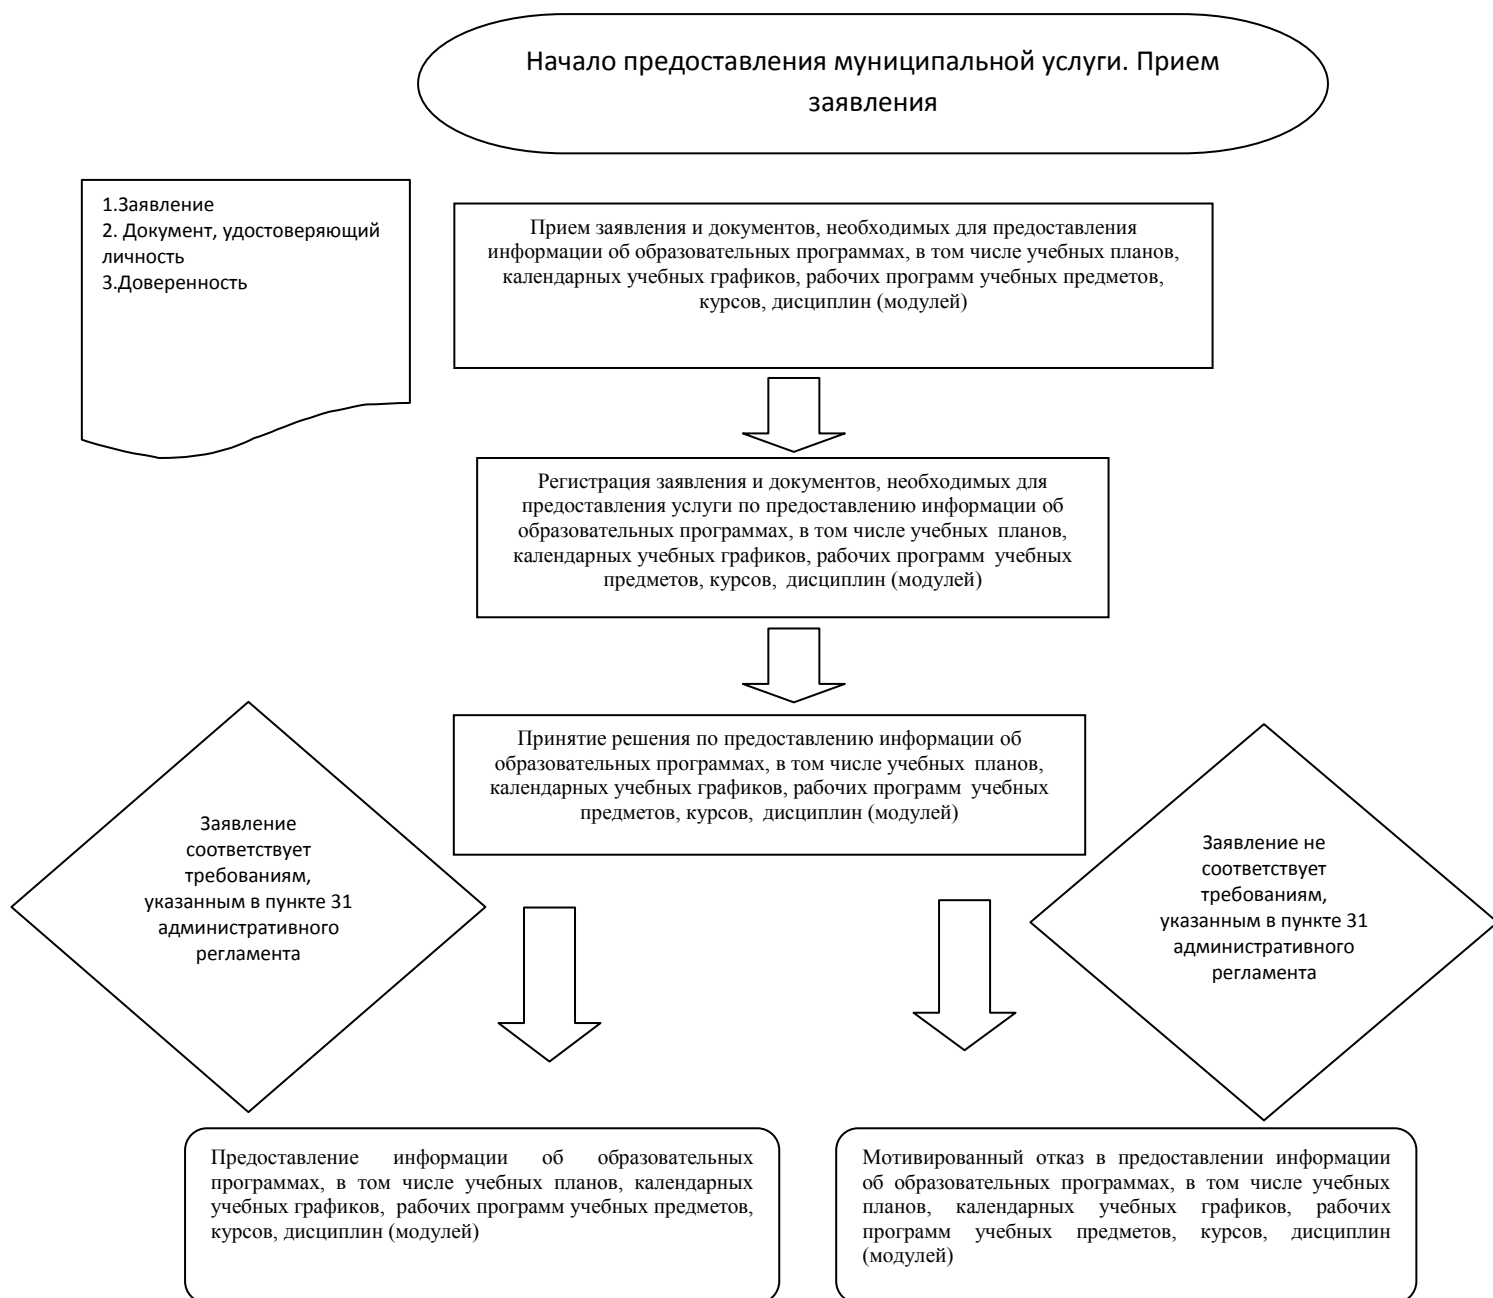 Начало предоставления муниципальной услуги. Прием
заявления
1.Заявление
2. Документ, удостоверяющий
личность
3.Доверенность
Прием заявления и документов, необходимых для предоставления
информации об образовательных программах, в том числе учебных планов,
календарных учебных графиков, рабочих программ учебных предметов,
курсов, дисциплин (модулей)
Регистрация заявления и документов, необходимых для
предоставления услуги по предоставлению информации об
образовательных программах, в том числе учебных планов,
календарных учебных графиков, рабочих программ учебных
предметов, курсов, дисциплин (модулей)
Принятие решения по предоставлению информации об
образовательных программах, в том числе учебных планов,
календарных учебных графиков, рабочих программ учебных
предметов, курсов, дисциплин (модулей)
Заявление
соответствует
требованиям,
указанным в пункте 31
административного
регламента
Заявление не
соответствует
требованиям,
указанным в пункте 31
административного
регламента
Предоставление информации об образовательных
программах, в том числе учебных планов, календарных
учебных графиков, рабочих программ учебных предметов,
курсов, дисциплин (модулей)
Мотивированный отказ в предоставлении информации
об образовательных программах, в том числе учебных
планов, календарных учебных графиков, рабочих
программ учебных предметов, курсов, дисциплин
(модулей)